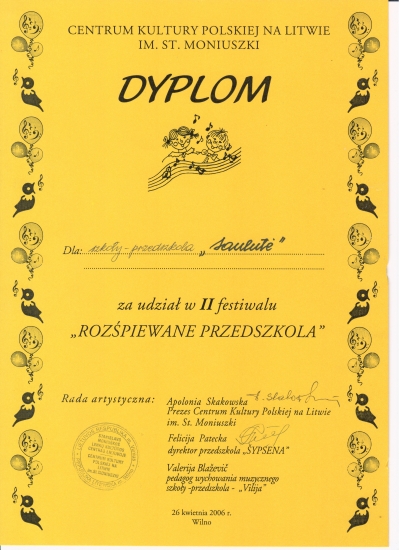 CENTRUM KULTURY POLSKIEJ NA LITWIE
IM. ST. MONIUSZKI
DYPLOM
Dla: szkoły-przedszkola „Saulutė"
za udział w II festiwalu
„ROZŚPIEWANE PRZEDSZKOLA”
Rada artystyczna: Apolonia Skakowska
Prezes Centrum Kultury Polskiej na Litwie
im. St. Moniuszki
Felicija Patecka
dyrektor przedszkola „SYPSENA”
Valerija Blažević
pedagog wychowania muzycznego
szkoły -przedszkola - „Vilija”
26 kwietnia 2006 r.
Wilno